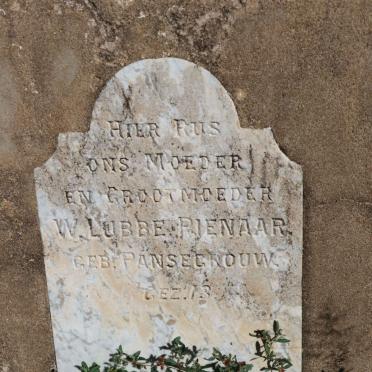 HIER RUS
ONS MOEDER
EN GROOTMOEDER
W. LUBBE. PIENAAR.
GEB. PANSEGROUW.